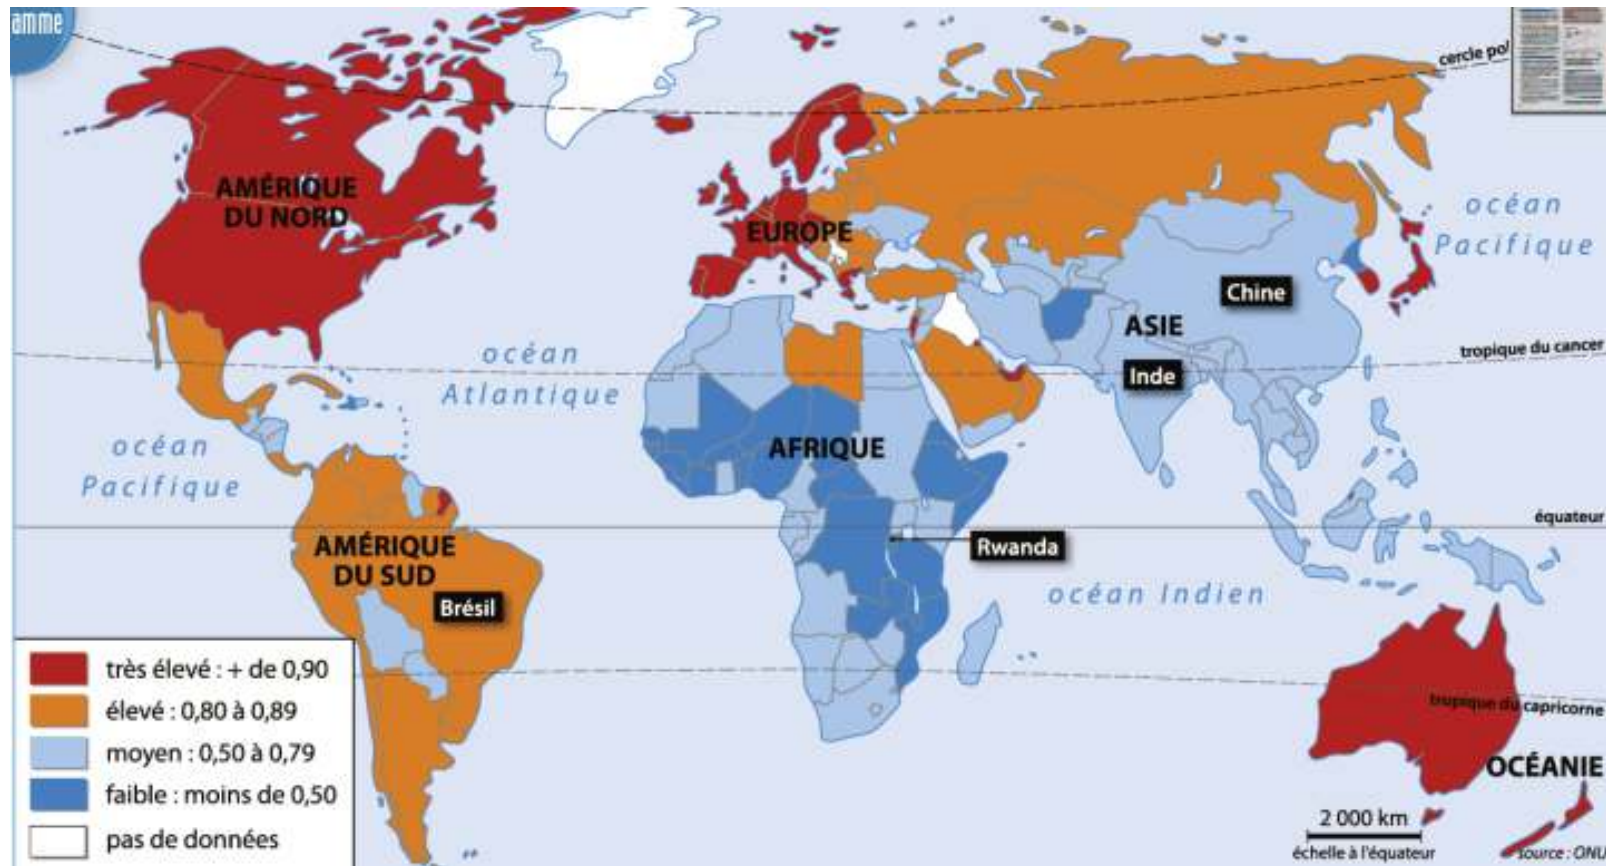 amme
cercle pol
AMÉRIQUE
DU NORD
EUROPE
océan
Pacifique
Chine
ASIE
tropique du cancer
Inde
océan
Atlantique
océan
Pacifique
AFRIQUE
équateur
Rwanda
AMÉRIQUE
DU SUD
Brésil
océan Indien
très élevé : + de 0,90
élevé : 0,80 à 0,89
moyen : 0,50 à 0,79
faible : moins de 0,50
pas de données
tropique du capricorne
OCÉANIE
2 000 km
échelle à l'équateur
source : ONU